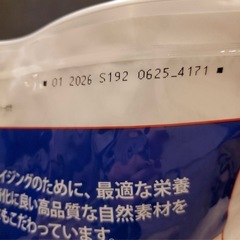 01 2026 S192 0625_4171
イジングのために、最適な栄養
化に良い高品質な自然素材を
もこだわっています。